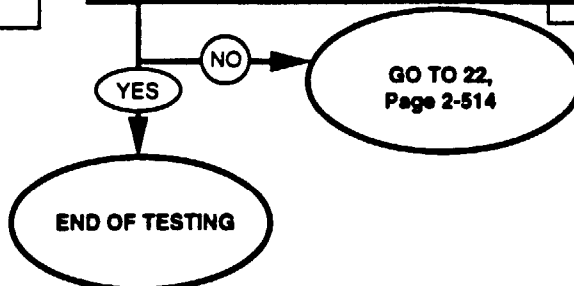 NO
GO TO 22,
Page 2-514
YES
END OF TESTING